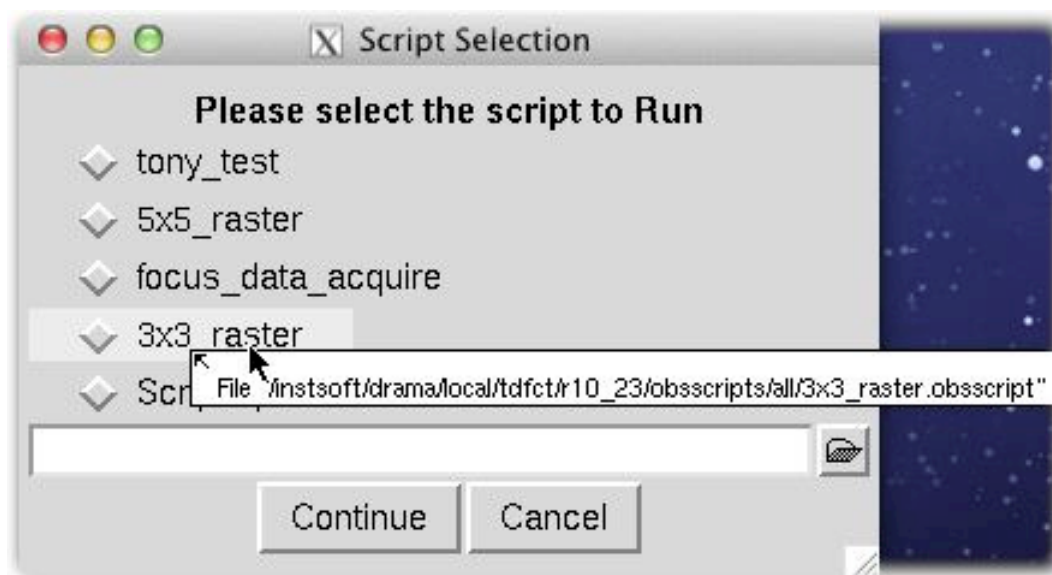 Script Selection
Please select the script to Run
tony_test
5x5_raster
focus_data_acquire
3x3_raster
File "/instsoft/drama/local/tdfct/r10_23/obsscripts/all/3x3_raster.obsscript"
Continue
Cancel